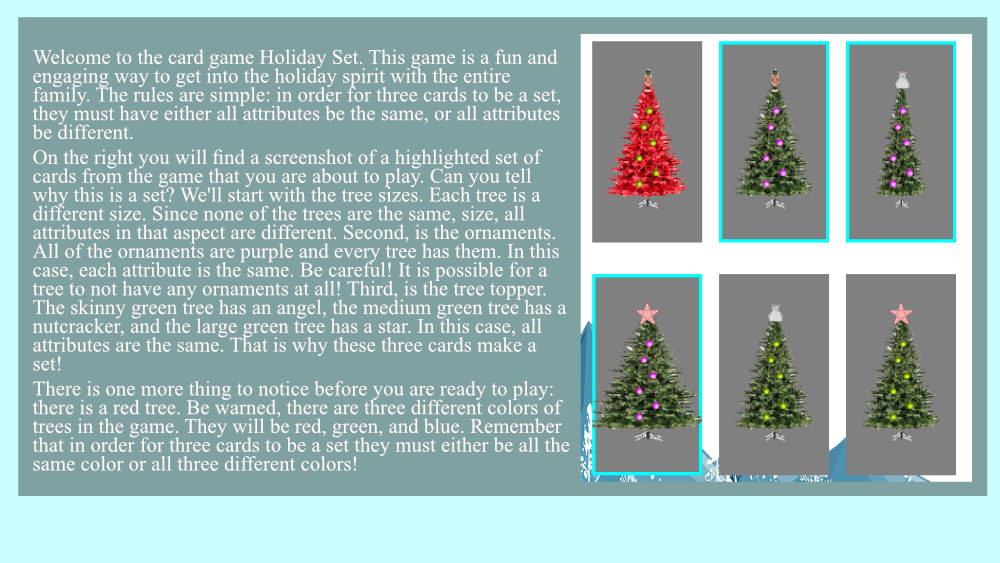 Welcome to the card game Holiday Set. This game is a fun and
engaging way to get into the holiday spirit with the entire
family. The rules are simple: in order for three cards to be a set,
they must have either all attributes be the same, or all attributes
be different.
On the right you will find a screenshot of a highlighted set of
cards from the game that you are about to play. Can you tell
why this is a set? We'll start with the tree sizes. Each tree is a
different size. Since none of the trees are the same, size, all
attributes in that aspect are different. Second, is the ornaments.
All of the ornaments are purple and every tree has them. In this
case, each attribute is the same. Be careful! It is possible for a
tree to not have any ornaments at all! Third, is the tree topper.
The skinny green tree has an angel, the medium green tree has a
nutcracker, and the large green tree has a star. In this case, all
attributes are the same. That is why these three cards make a
set!
There is one more thing to notice before you are ready to play:
there is a red tree. Be warned, there are three different colors of
trees in the game. They will be red, green, and blue. Remember
that in order for three cards to be a set they must either be all the
same color or all three different colors!